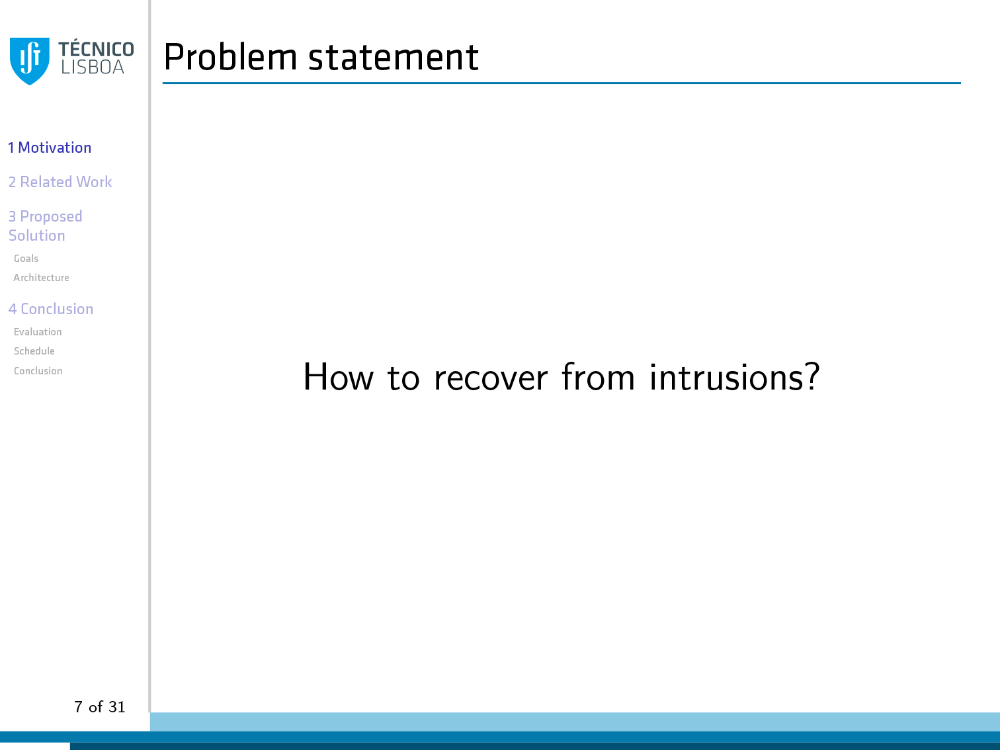 TÉCNICO
LISBOA
Problem statement
1 Motivation
2 Related Work
3 Proposed
Solution
Goals
Architecture
4 Conclusion
Evaluation
Schedule
Conclusion
How to recover from intrusions?
7 of 31